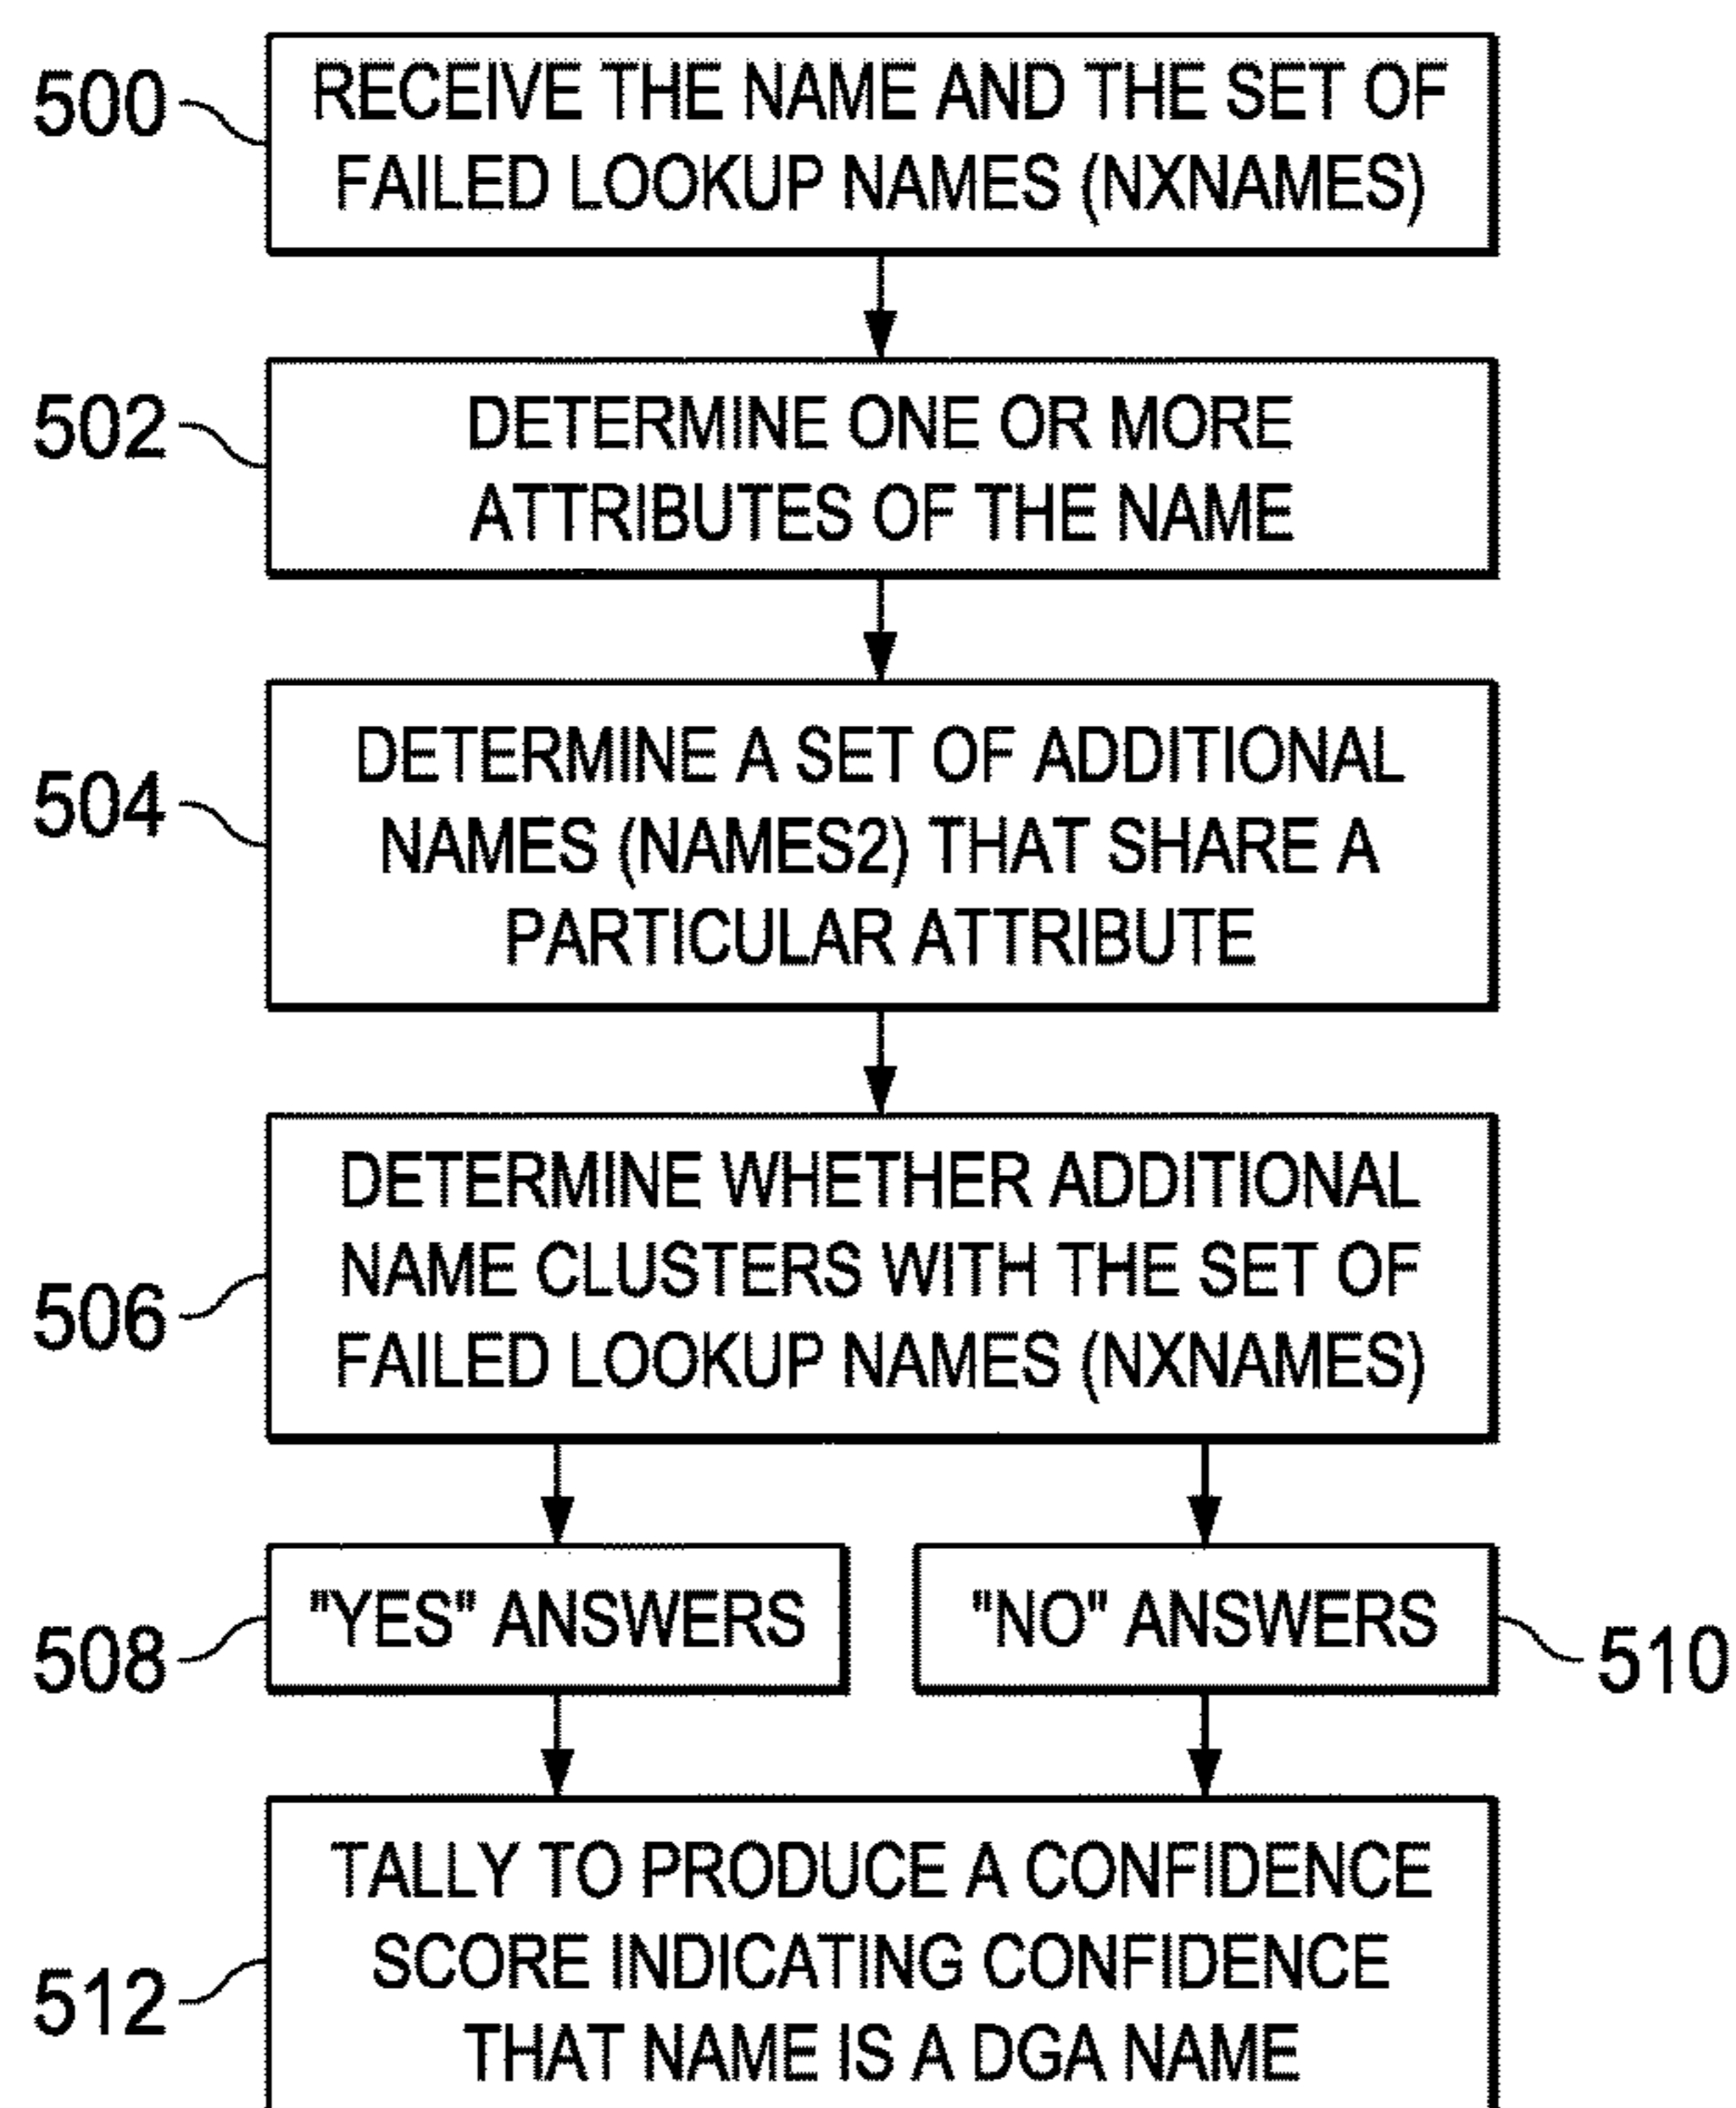 500
RECEIVE THE NAME AND THE SET OF
FAILED LOOKUP NAMES (NXNAMES)
502
DETERMINE ONE OR MORE
ATTRIBUTES OF THE NAME
504
DETERMINE A SET OF ADDITIONAL
NAMES (NAMES2) THAT SHARE A
PARTICULAR ATTRIBUTE
506
DETERMINE WHETHER ADDITIONAL
NAME CLUSTERS WITH THE SET OF
FAILED LOOKUP NAMES (NXNAMES)
508
"YES" ANSWERS
"NO" ANSWERS
510
512
TALLY TO PRODUCE A CONFIDENCE
SCORE INDICATING CONFIDENCE
THAT NAME IS A DGA NAME